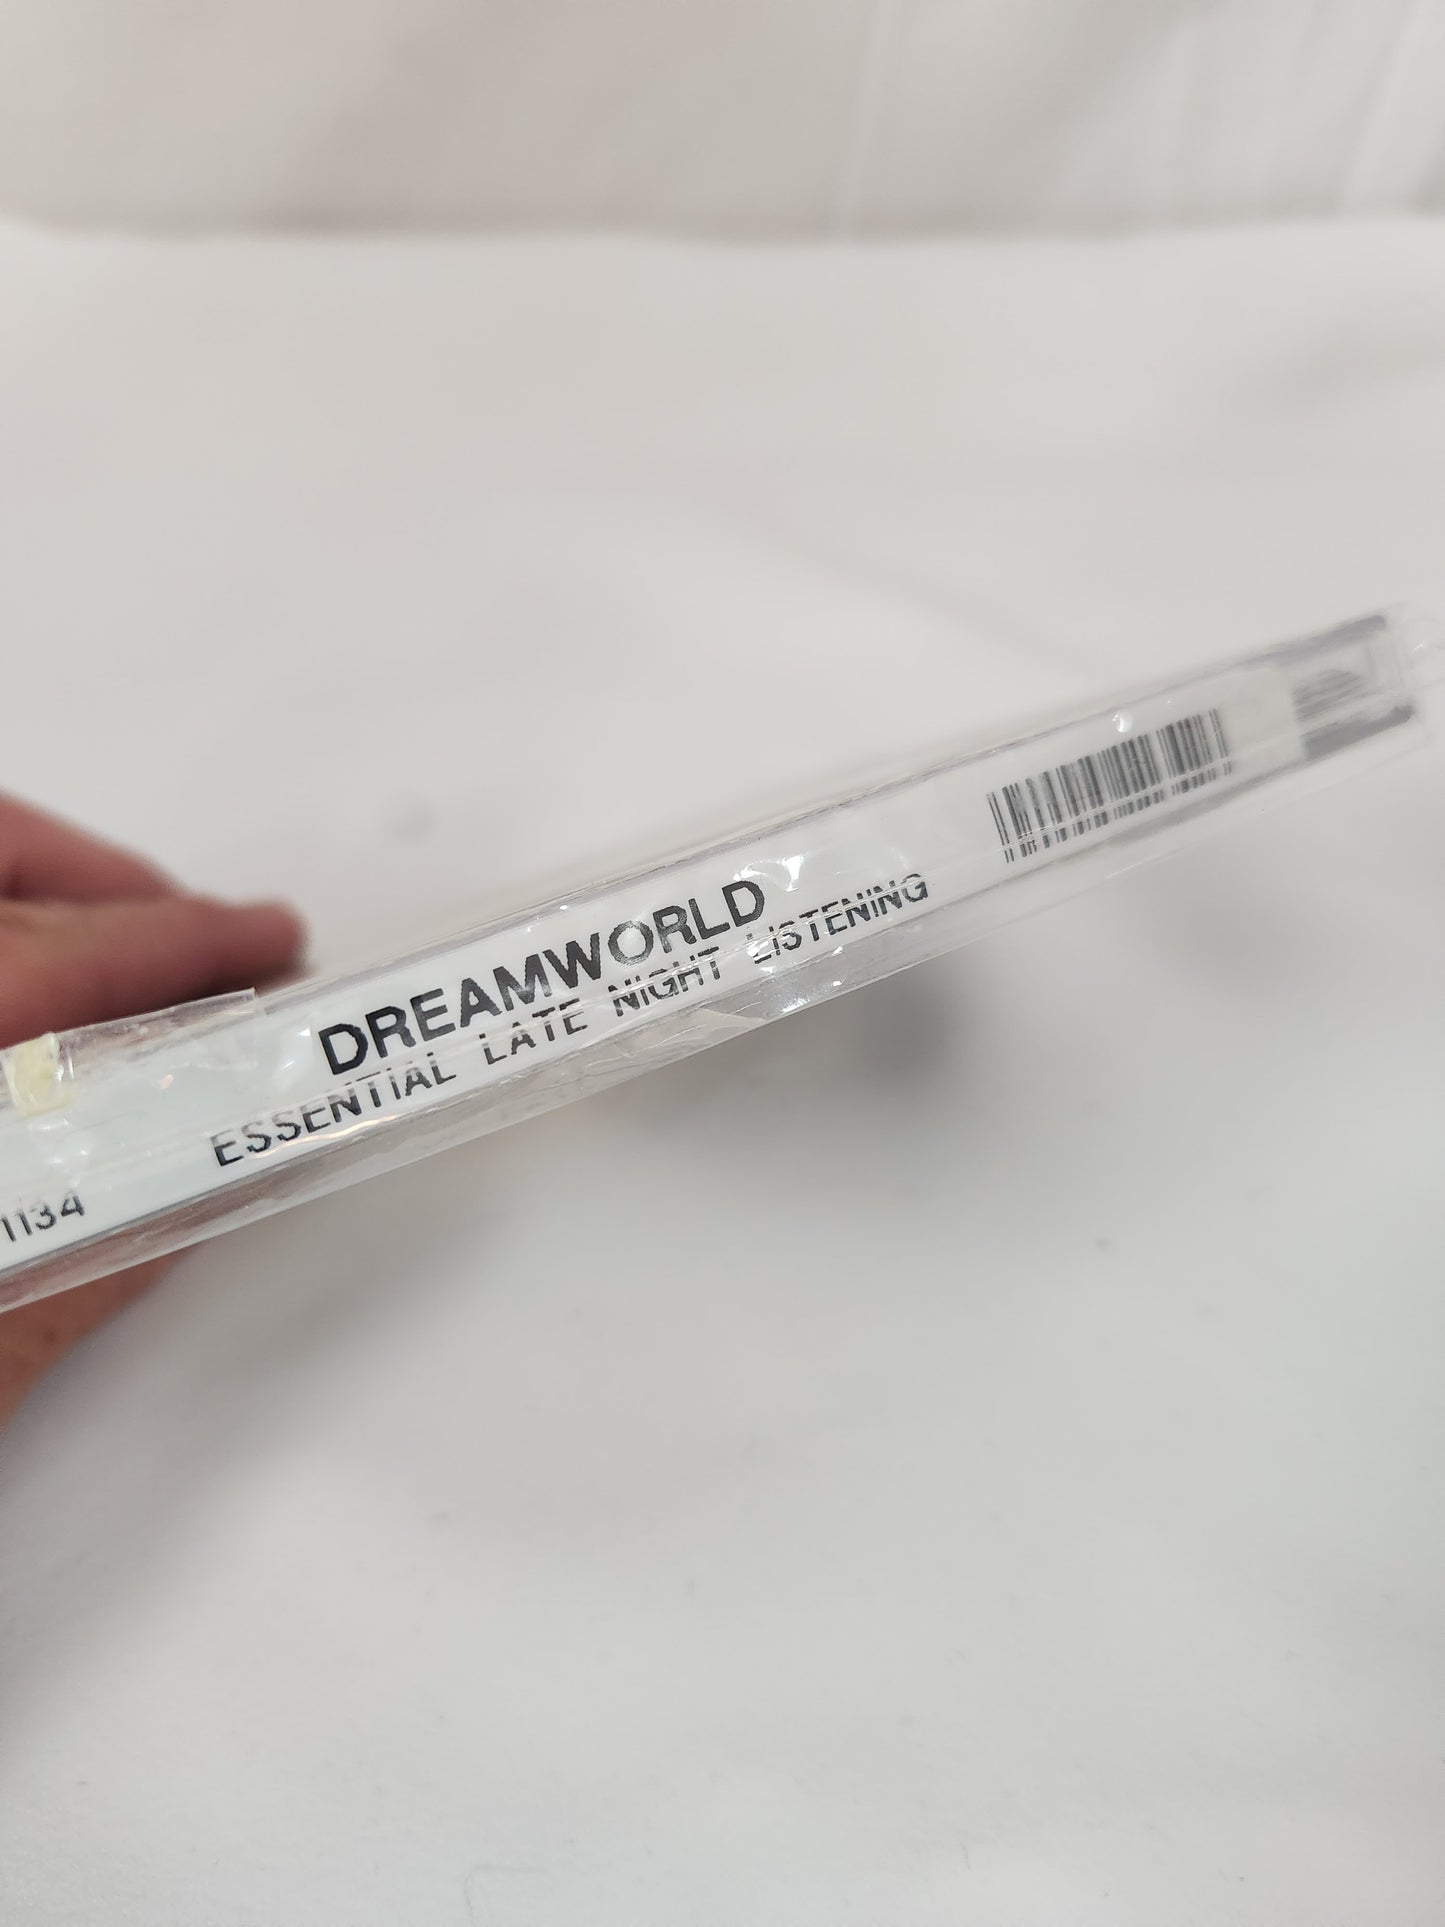 DREAMWORLD
ESSENTIAL LATE NIGHT LISTENING
1134